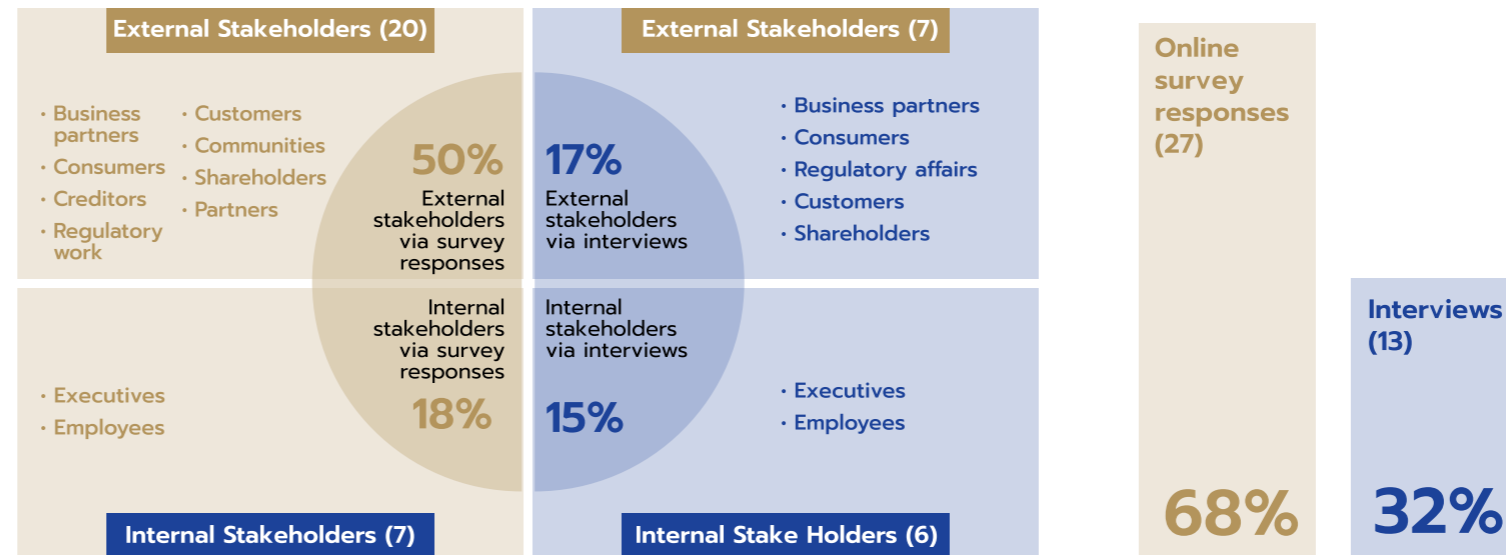 External Stakeholders (20)
· Business
partners
· Consumers
· Creditors
· Regulatory
work
· Customers
· Communities
· Shareholders
· Partners
50%
External
stakeholders
via survey
responses
External Stakeholders (7)
17%
External
stakeholders
via interviews
· Business partners
· Consumers
· Regulatory affairs
· Customers
· Shareholders
· Executives
· Employees
Internal
stakeholders
via survey
responses
18%
Internal Stakeholders (7)
Internal
stakeholders
via interviews
15%
· Executives
· Employees
Internal Stake Holders (6)
Online
survey
responses
(27)
68%
Interviews
(13)
32%